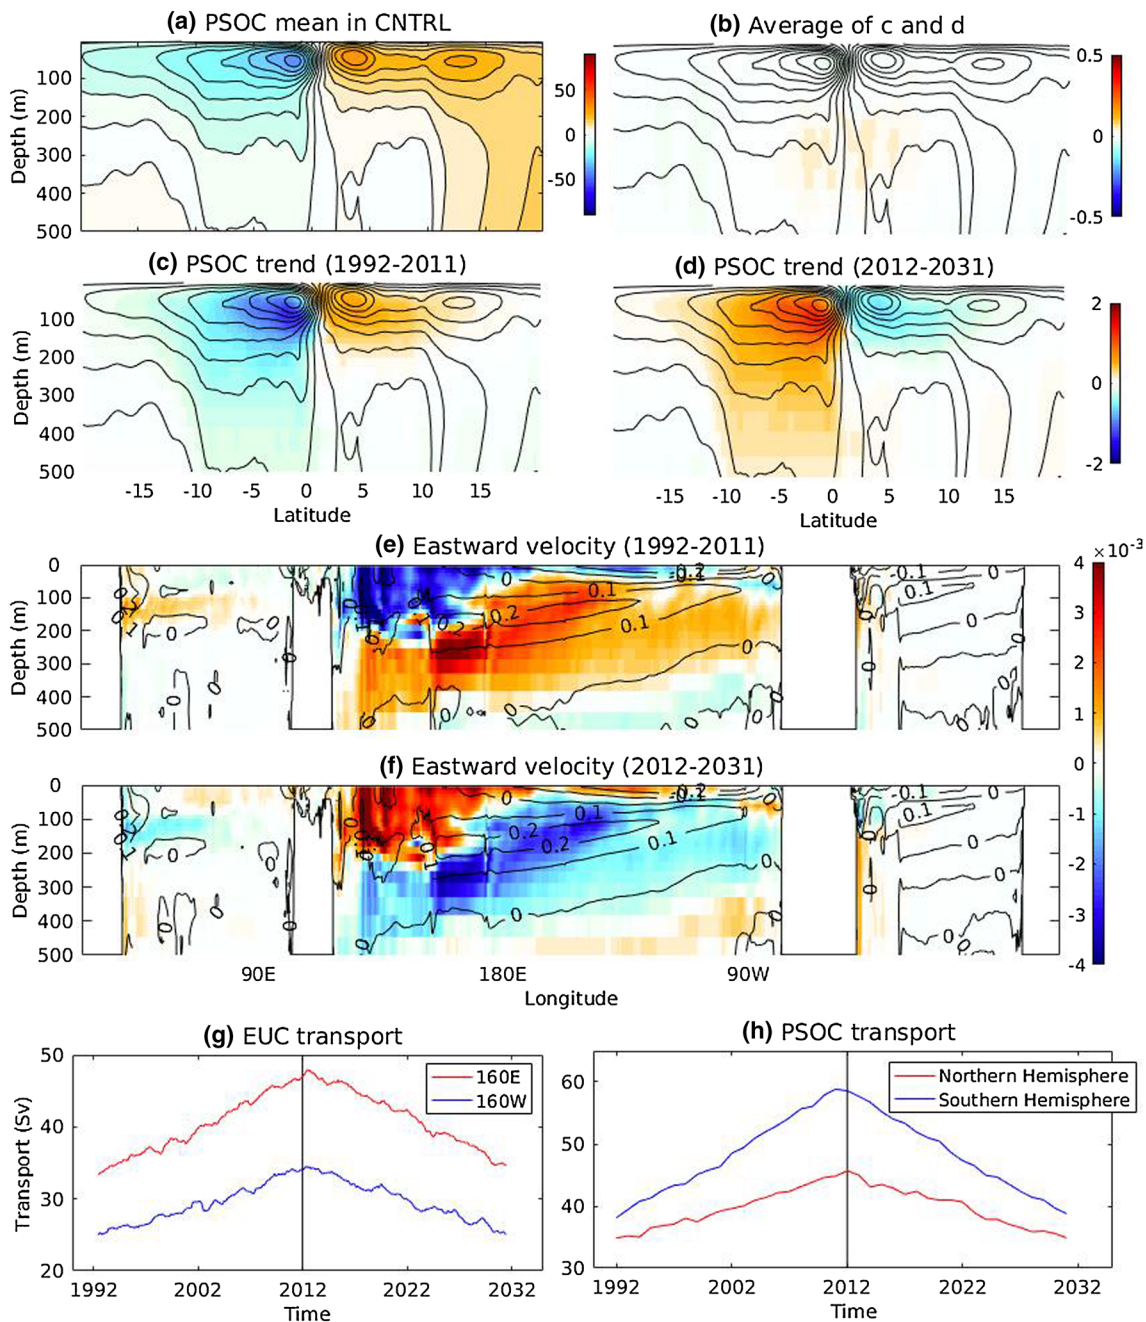 (a) PSOC mean in CNTRL
(b) Average of c and d
Depth (m)
100
200
300
400
500
50
0
-50
0.5
0
-0.5
(c) PSOC trend (1992-2011)
(d) PSOC trend (2012-2031)
Depth (m)
100
200
300
400
500
-15 -10 -5 0 5 10 15
Latitude
-15 -10 -5 0 5 10 15
Latitude
2
0
-2
(e) Eastward velocity (1992-2011)
Depth (m)
0
100
200
300
400
500
0 0.1 0.2 0.2 0.1 0 0
-0.1 0 0.1 0 0
×10⁻³
4
3
2
1
0
-1
-2
-3
-4
(f) Eastward velocity (2012-2031)
Depth (m)
0
100
200
300
400
500
0 0.1 0.2 0.2 0.1 0 0
-0.1 0 0.1 0 0
90E 180E 90W
Longitude
(g) EUC transport
Transport (Sv)
50
40
30
20
160E
160W
1992 2002 2012 2022 2032
Time
(h) PSOC transport
60
50
40
30
Northern Hemisphere
Southern Hemisphere
1992 2002 2012 2022 2032
Time